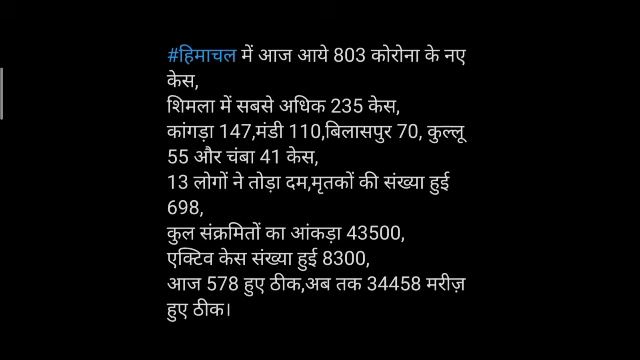 #हिमाचल में आज आये 803 कोरोना के नए
केस,
शिमला में सबसे अधिक 235 केस,
कांगड़ा 147,मंडी 110,बिलासपुर 70, कुल्लू
55 और चंबा 41 केस,
13 लोगों ने तोड़ा दम,मृतकों की संख्या हुई
698,
कुल संक्रमितों का आंकड़ा 43500,
एक्टिव केस संख्या हुई 8300,
आज 578 हुए ठीक,अब तक 34458 मरीज़
हुए ठीक।